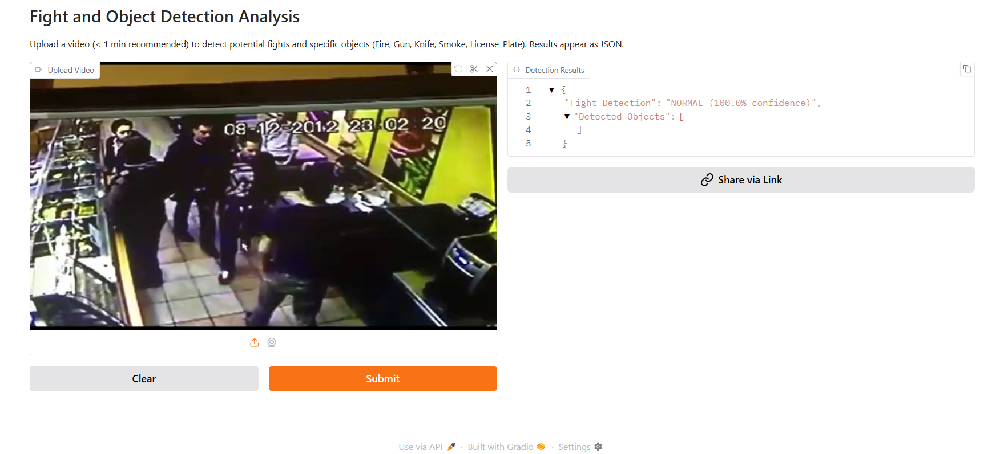 Fight and Object Detection Analysis
Upload a video (< 1 min recommended) to detect potential fights and specific objects (Fire, Gun, Knife, Smoke, License_Plate). Results appear as JSON.
Upload Video
08-12-2012 23:02 20
Clear
Submit
Detection Results
1 ▼ {
2 "Fight Detection": "NORMAL (100.0% confidence)",
3 ▼ "Detected Objects": [
4 ]
5 }
Share via Link
Use via API · Built with Gradio · Settings